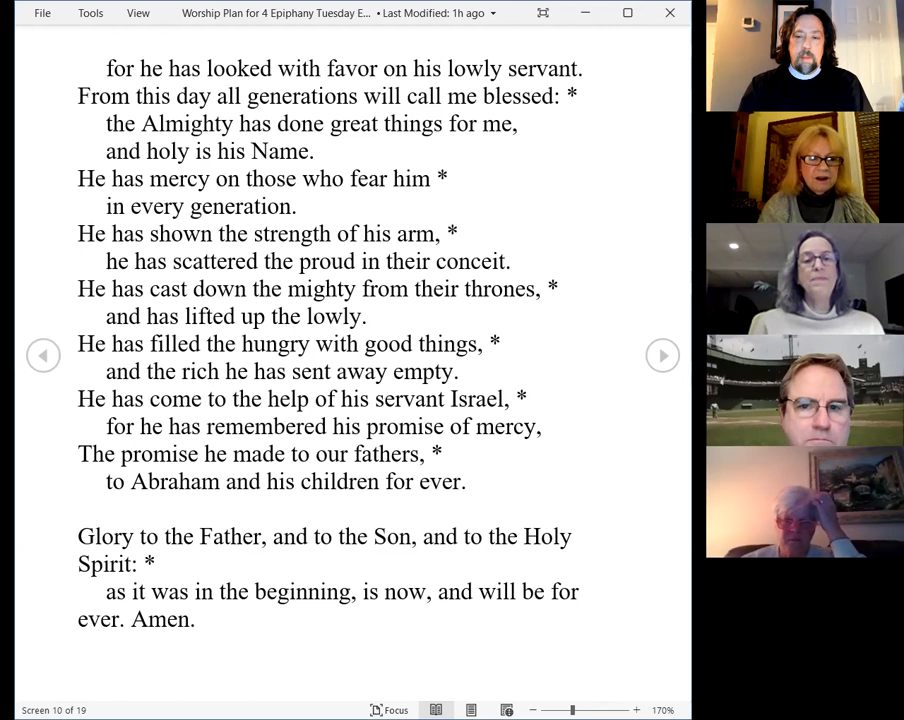 File View Worship Plan for 4 Epiphany Tuesday E... • Last Modified: 1h ago
for he has looked with favor on his lowly servant.
From this day all generations will call me blessed: *
the Almighty has done great things for me,
and holy is his Name.
He has mercy on those who fear him *
in every generation.
He has shown the strength of his arm, *
he has scattered the proud in their conceit.
He has cast down the mighty from their thrones, *
and has lifted up the lowly.
He has filled the hungry with good things, *
and the rich he has sent away empty.
He has come to the help of his servant Israel, *
for he has remembered his promise of mercy,
The promise he made to our fathers, *
to Abraham and his children for ever.
Glory to the Father, and to the Son, and to the Holy
Spirit: *
as it was in the beginning, is now, and will be for
ever. Amen.
Screen 10 of 19 Focus 170%